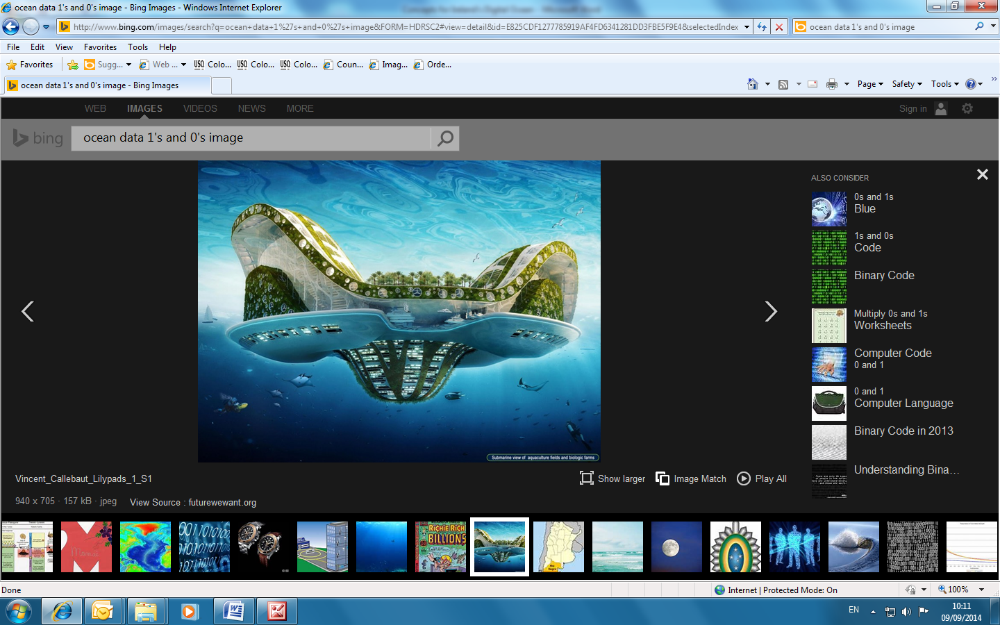 ocean data 1's and 0's image - Bing Images - Windows Internet Explorer
http://www.bing.com/images/search?q=ocean+data+1%27s+and+0%27s+image&FORM=HDRSC2#view=detail&id=E825CDF1277785919AF4FD6341281DD3FBE5F9E4&selectedIndex
ocean data 1's and 0's image
File Edit View Favorites Tools Help
Favorites Sugg... Web ... Colo... Colo... Colo... Coun... Imag... Orde...
ocean data 1's and 0's image - Bing Images
Page Safety Tools
WEB IMAGES VIDEOS NEWS MORE
Sign in
bing
ocean data 1's and 0's image
ALSO CONSIDER
0s and 1s
Blue
1s and 0s
Code
Binary Code
Multiply 0s and 1s
Worksheets
Computer Code
0 and 1
0 and 1
Computer Language
Binary Code in 2013
Understanding Bina...
Submarine view of aquaculture fields and biologic farms
Vincent_Callebaut_Lilypads_1_S1
Show larger Image Match Play All
940 x 705 · 157 kB · jpeg View Source : futurewewant.org
RICHIE RICH
BILLIONS
Done
Internet | Protected Mode: On
100%
EN
10:11
09/09/2014